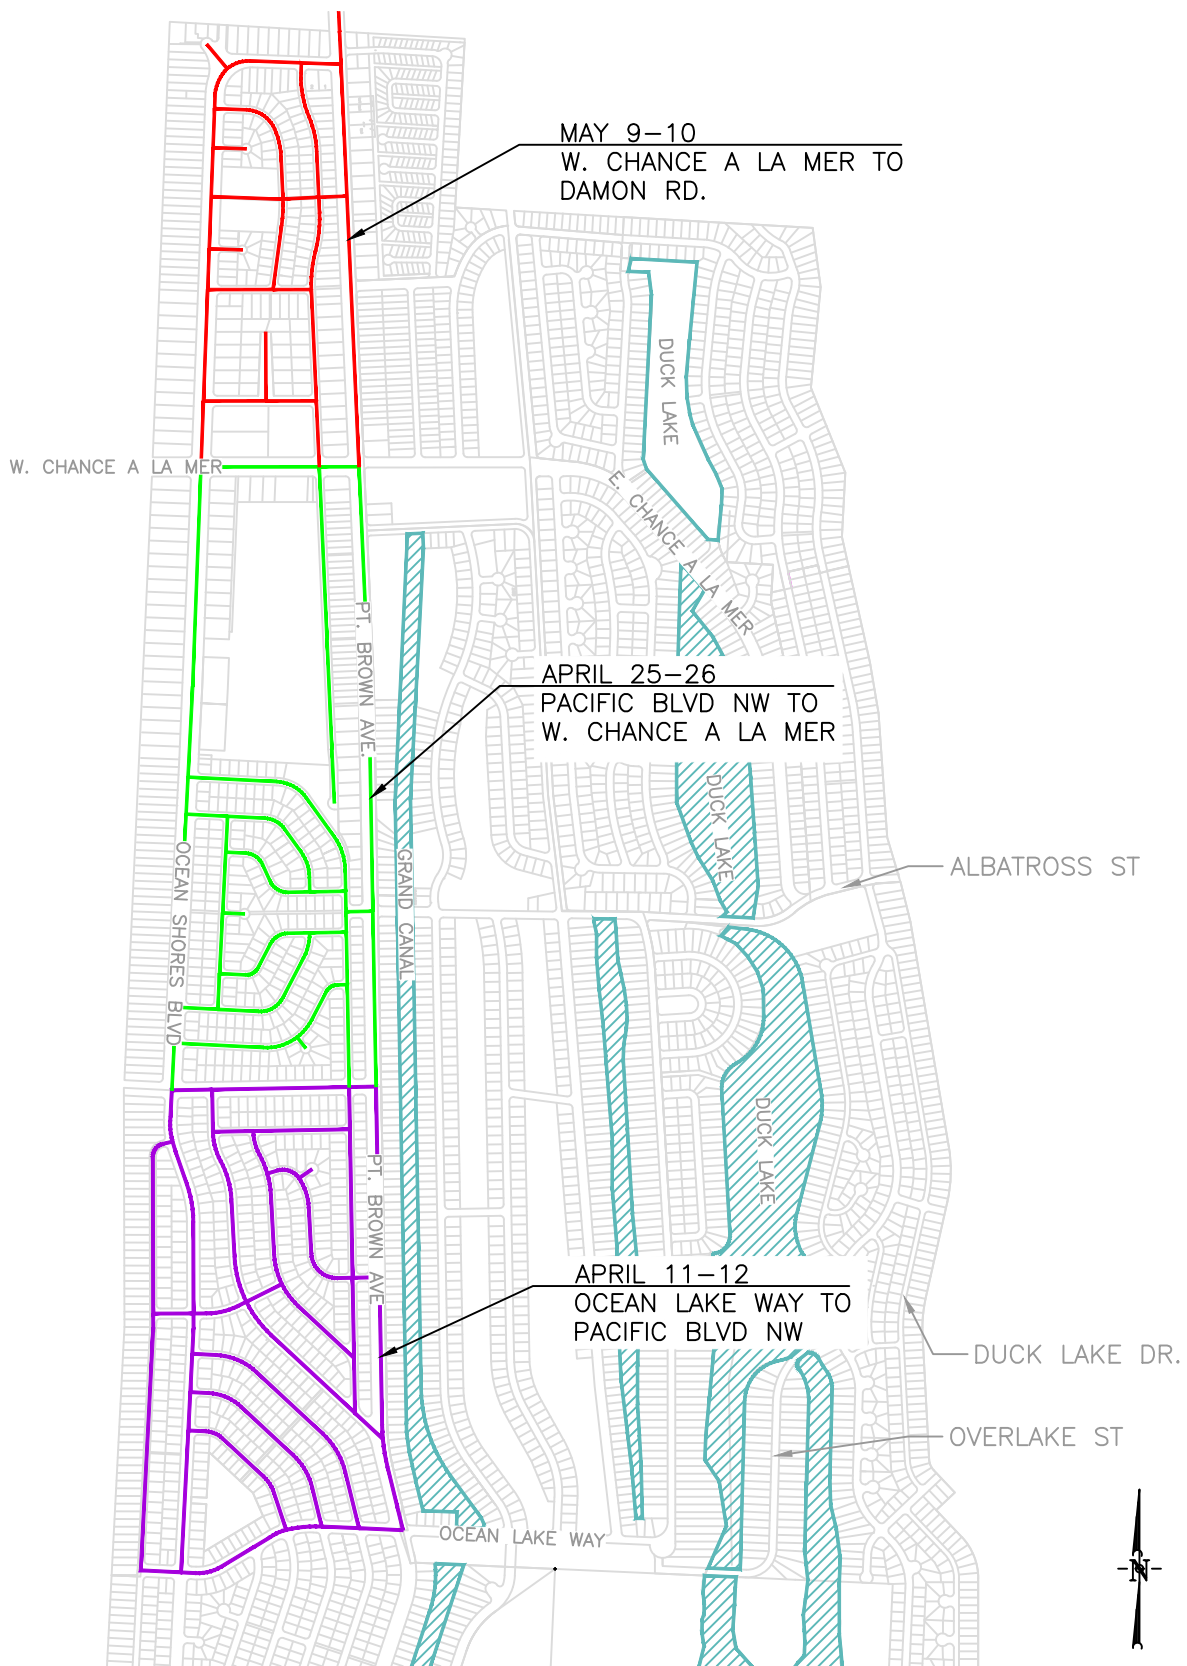 MAY 9-10
W. CHANCE A LA MER TO
DAMON RD.
DUCK LAKE
W. CHANCE A LA MER
E. CHANCE A LA MER
PT. BROWN AVE.
APRIL 25-26
PACIFIC BLVD NW TO
W. CHANCE A LA MER
DUCK LAKE
OCEAN SHORES BLVD
GRAND CANAL
ALBATROSS ST
DUCK LAKE
PT. BROWN AVE
APRIL 11-12
OCEAN LAKE WAY TO
PACIFIC BLVD NW
DUCK LAKE DR.
OVERLAKE ST
OCEAN LAKE WAY
N